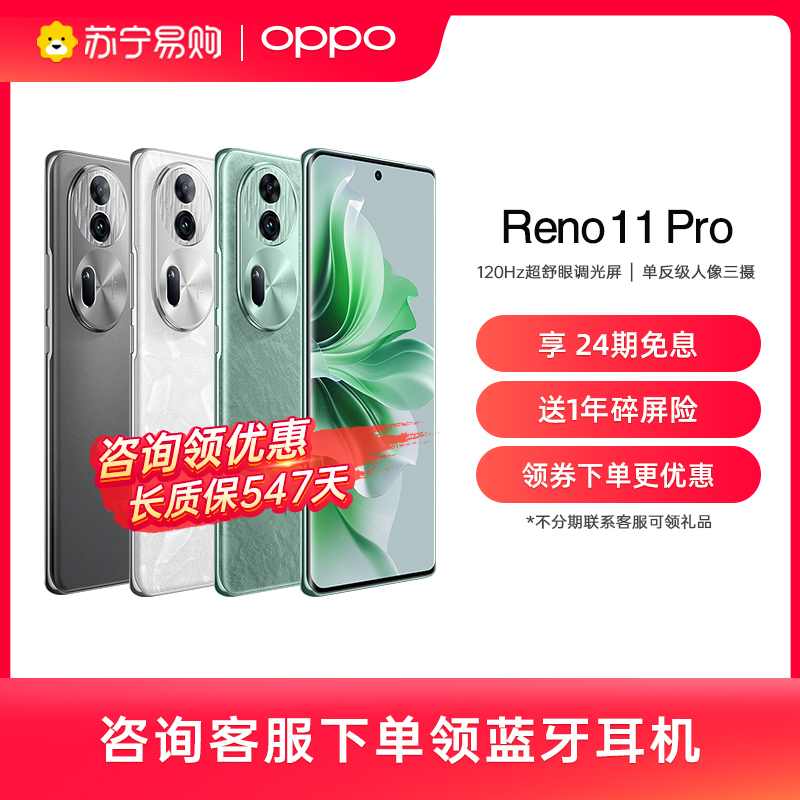 苏宁易购 | oppo
Reno11 Pro
120Hz超舒眼调光屏 | 单反级人像三摄
享 24期免息
送1年碎屏险
领券下单更优惠
*不分期联系客服可领礼品
咨询领优惠
长质保547天
咨询客服下单领蓝牙耳机